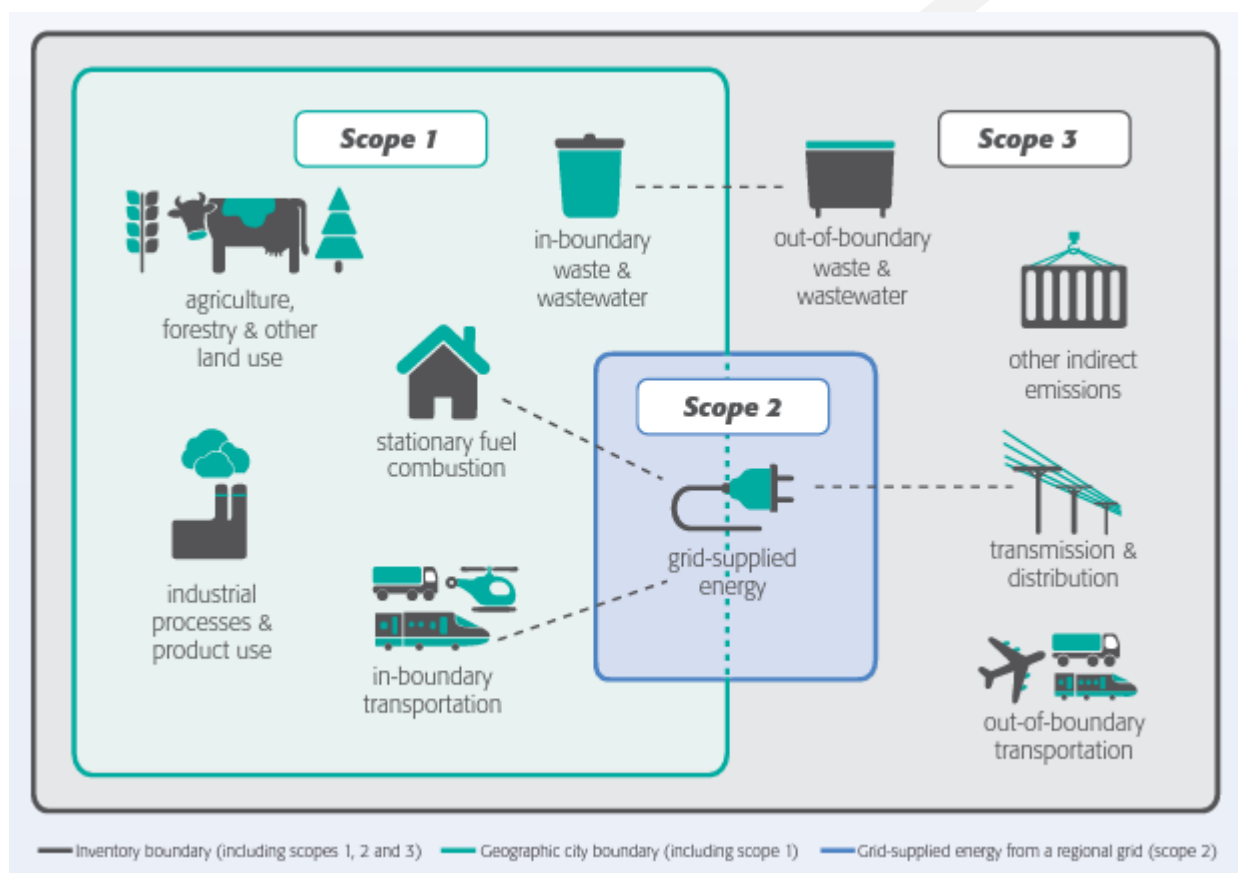 Scope 1
Scope 3
in-boundary
waste &
wastewater
out-of-boundary
waste &
wastewater
agriculture,
forestry & other
land use
other indirect
emissions
Scope 2
stationary fuel
combustion
grid-supplied
energy
transmission &
distribution
industrial
processes &
product use
in-boundary
transportation
out-of-boundary
transportation
Inventory boundary (including scopes 1, 2 and 3)
Geographic city boundary (including scope 1)
Grid-supplied energy from a regional grid (scope 2)